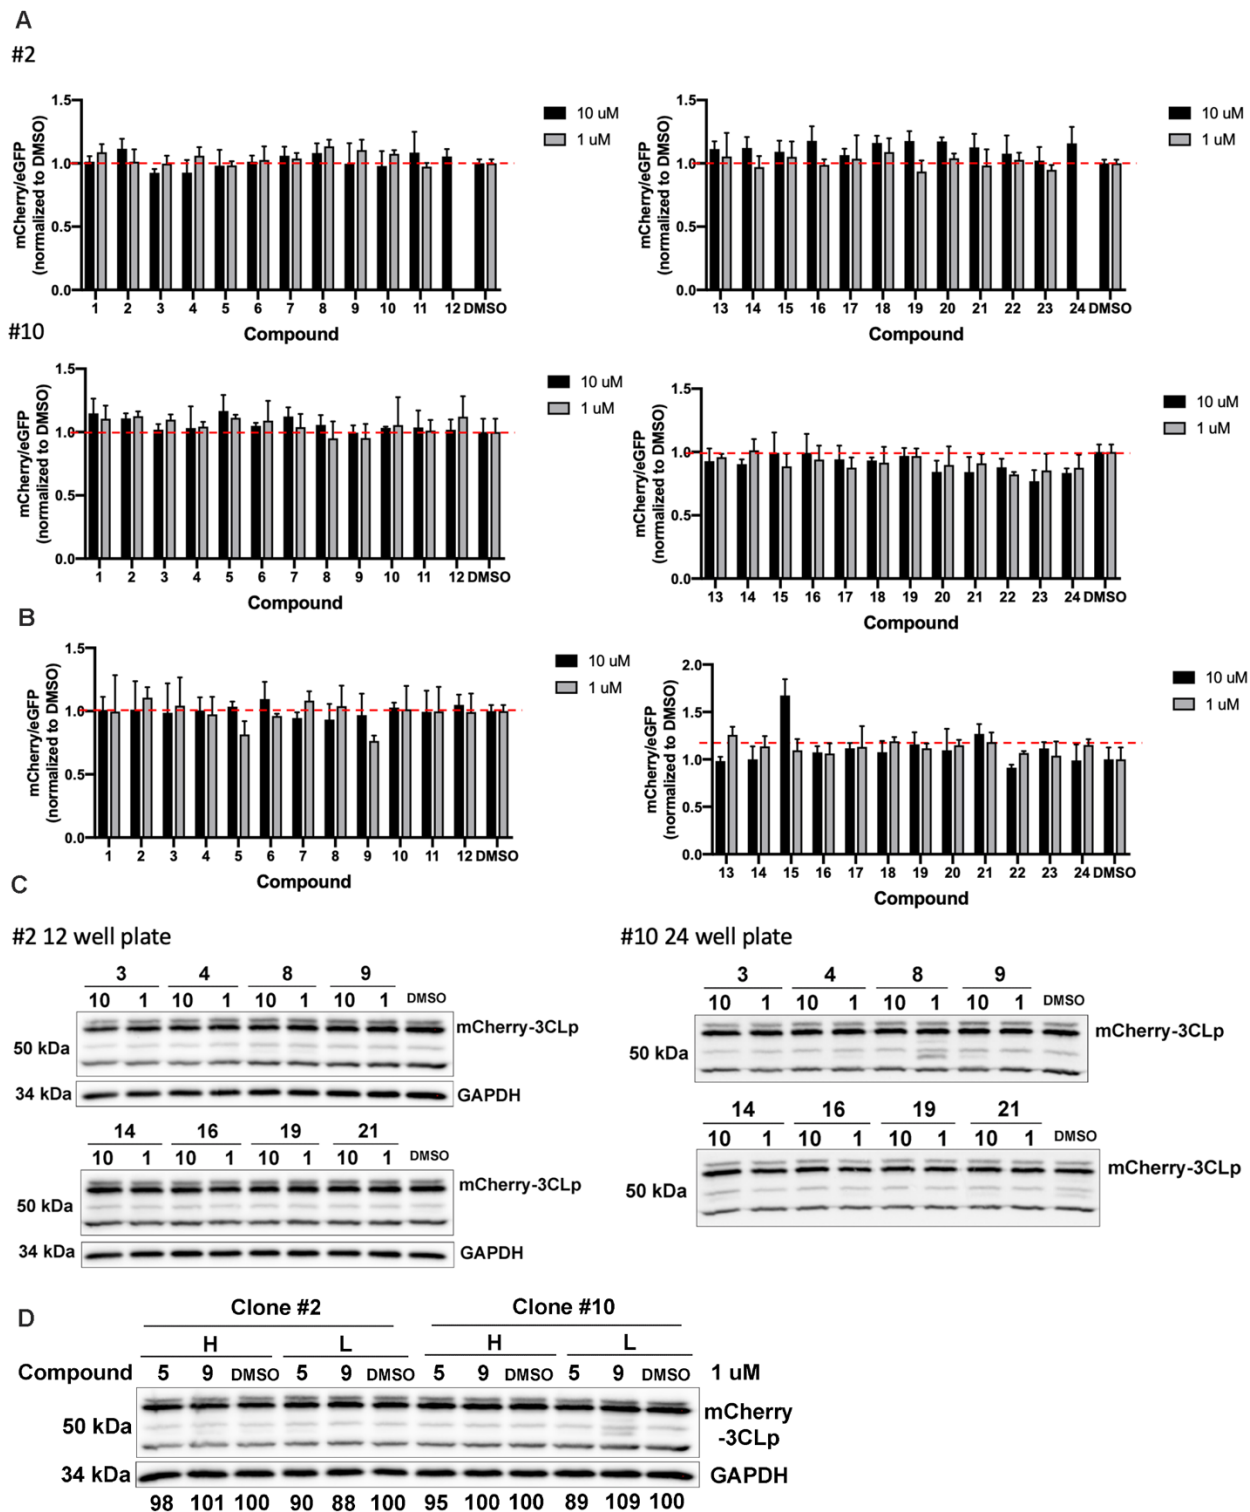 A
#2
1.5
1.0
0.5
0.0
mCherry/eGFP
(normalized to DMSO)
10 uM
1 uM
1 2 3 4 5 6 7 8 9 10 11 12 DMSO
Compound
1.5
1.0
0.5
0.0
mCherry/eGFP
(normalized to DMSO)
10 uM
1 uM
13 14 15 16 17 18 19 20 21 22 23 24 DMSO
Compound
#10
1.5
1.0
0.5
0.0
mCherry/eGFP
(normalized to DMSO)
10 uM
1 uM
1 2 3 4 5 6 7 8 9 10 11 12 DMSO
Compound
1.5
1.0
0.5
0.0
mCherry/eGFP
(normalized to DMSO)
10 uM
1 uM
13 14 15 16 17 18 19 20 21 22 23 24 DMSO
Compound
B
1.5
1.0
0.5
0.0
mCherry/eGFP
(normalized to DMSO)
10 uM
1 uM
1 2 3 4 5 6 7 8 9 10 11 12 DMSO
Compound
2.0
1.5
1.0
0.5
0.0
mCherry/eGFP
(normalized to DMSO)
10 uM
1 uM
13 14 15 16 17 18 19 20 21 22 23 24 DMSO
Compound
C
#2 12 well plate
3 4 8 9
10 1 10 1 10 1 10 1 DMSO
mCherry-3CLp
50 kDa
34 kDa
GAPDH
14 16 19 21
10 1 10 1 10 1 10 1 DMSO
mCherry-3CLp
50 kDa
34 kDa
GAPDH
#10 24 well plate
3 4 8 9
10 1 10 1 10 1 10 1 DMSO
mCherry-3CLp
50 kDa
14 16 19 21
10 1 10 1 10 1 10 1 DMSO
mCherry-3CLp
50 kDa
D
Clone #2 Clone #10
H L H L
Compound 5 9 DMSO 5 9 DMSO 5 9 DMSO 5 9 DMSO 1 uM
50 kDa
mCherry
-3CLp
34 kDa
GAPDH
98 101 100 90 88 100 95 100 100 89 109 100